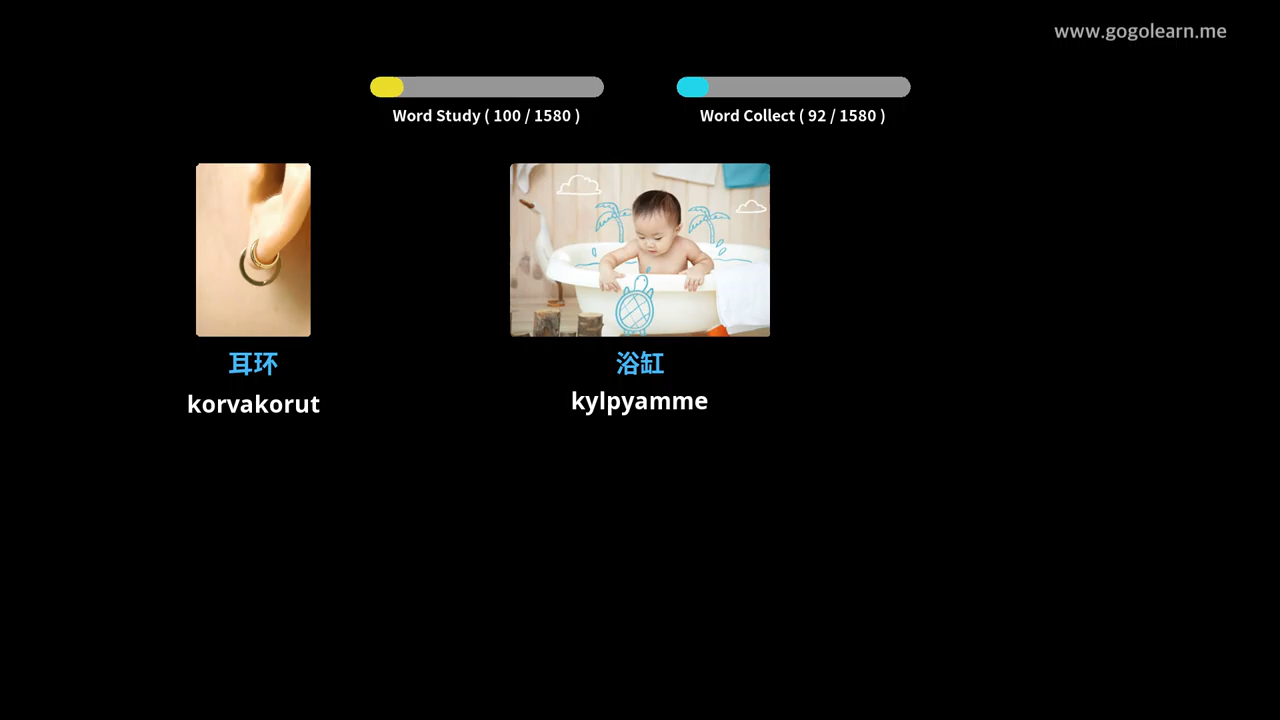 www.gogolearn.me
Word Study ( 100 / 1580 )
Word Collect ( 92 / 1580 )
耳环
korvakorut
浴缸
kylpyamme